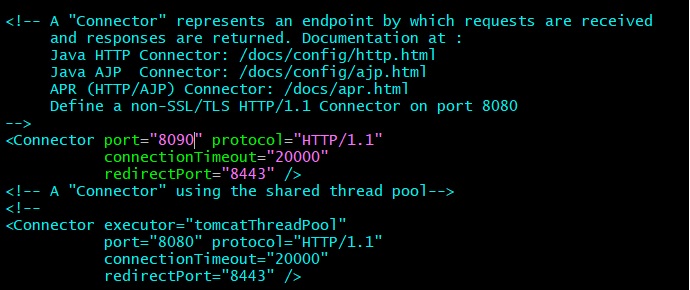 <!-- A "Connector" represents an endpoint by which requests are received
and responses are returned. Documentation at :
Java HTTP Connector: /docs/config/http.html
Java AJP  Connector: /docs/config/ajp.html
APR (HTTP/AJP) Connector: /docs/apr.html
Define a non-SSL/TLS HTTP/1.1 Connector on port 8080
-->
<Connector port="8090" protocol="HTTP/1.1"
connectionTimeout="20000"
redirectPort="8443" />
<!-- A "Connector" using the shared thread pool-->
<!--
<Connector executor="tomcatThreadPool"
port="8080" protocol="HTTP/1.1"
connectionTimeout="20000"
redirectPort="8443" />